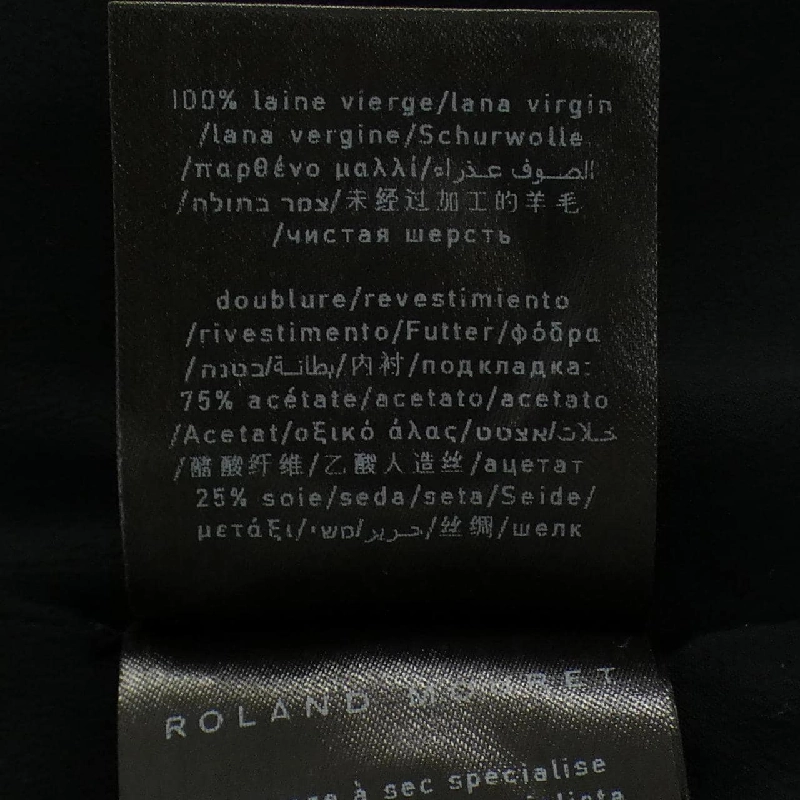 100% laine vierge/lana virgin
/lana vergine/Schurwolle
/παρθένο μαλλί/الصوف عذراء
/צמר בתולה/未经过加工的羊毛
/чистая шерсть
doublure/revestimiento
/rivestimento/Futter/φόδρα
/בטנה/بطانة/内衬/подкладка:
75% acétate/acetato/acetato
/Acetat/οξικό άλας/אצטט/خلات
/醋酸纤维/乙酸人造丝/ацетат
25% soie/seda/seta/Seide/
μετάξι/משי/حرير/丝绸/шелк
ROLAND MOURET
à sec specialise